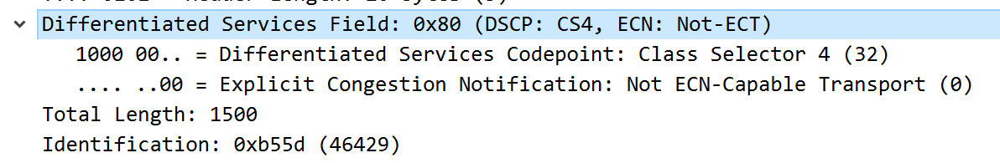 Differentiated Services Field: 0x80 (DSCP: CS4, ECN: Not-ECT)
1000 00.. = Differentiated Services Codepoint: Class Selector 4 (32)
.... ..00 = Explicit Congestion Notification: Not ECN-Capable Transport (0)
Total Length: 1500
Identification: 0xb55d (46429)